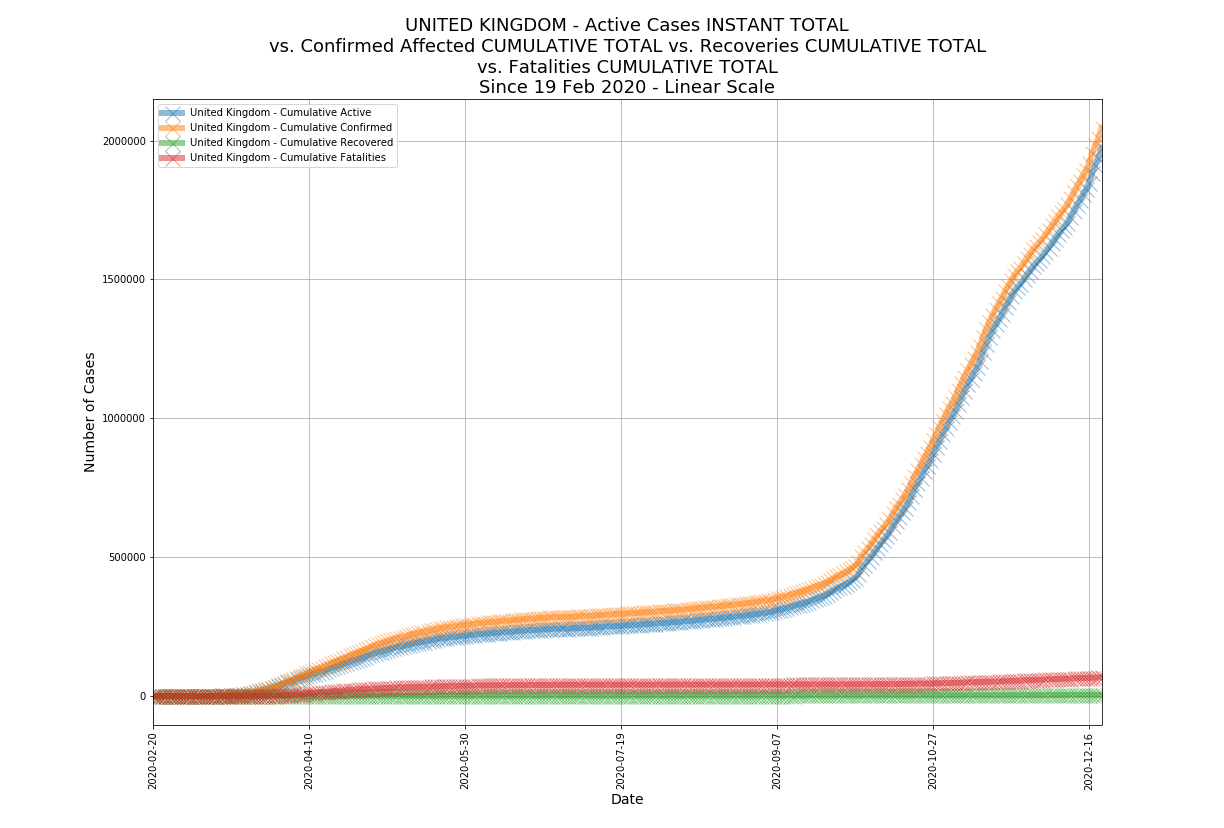 UNITED KINGDOM - Active Cases INSTANT TOTAL
vs. Confirmed Affected CUMULATIVE TOTAL vs. Recoveries CUMULATIVE TOTAL
vs. Fatalities CUMULATIVE TOTAL
Since 19 Feb 2020 - Linear Scale
United Kingdom - Cumulative Active
United Kingdom - Cumulative Confirmed
United Kingdom - Cumulative Recovered
United Kingdom - Cumulative Fatalities
Number of Cases
2000000
1500000
1000000
500000
0
2020-02-20
2020-04-10
2020-05-30
2020-07-19
2020-09-07
2020-10-27
2020-12-16
Date